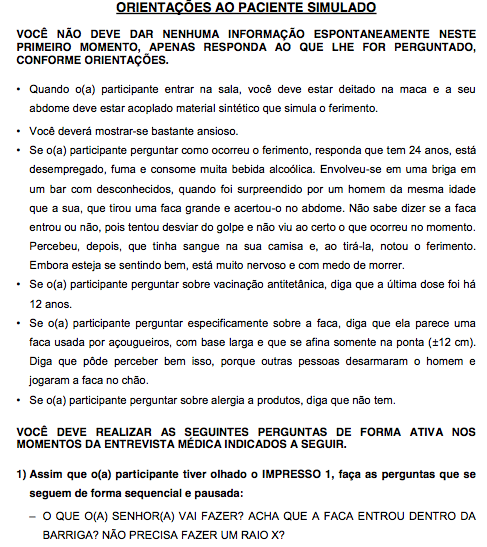 ORIENTAÇÕES AO PACIENTE SIMULADO
VOCÊ NÃO DEVE DAR NENHUMA INFORMAÇÃO ESPONTANEAMENTE NESTE
PRIMEIRO MOMENTO, APENAS RESPONDA AO QUE LHE FOR PERGUNTADO,
CONFORME ORIENTAÇÕES.
• Quando o(a) participante entrar na sala, você deve estar deitado na maca e a seu
abdome deve estar acoplado material sintético que simula o ferimento.
• Você deverá mostrar-se bastante ansioso.
• Se o(a) participante perguntar como ocorreu o ferimento, responda que tem 24 anos, está
desempregado, fuma e consome muita bebida alcoólica. Envolveu-se em uma briga em
um bar com desconhecidos, quando foi surpreendido por um homem da mesma idade
que a sua, que tirou uma faca grande e acertou-o no abdome. Não sabe dizer se a faca
entrou ou não, pois tentou desviar do golpe e não viu ao certo o que ocorreu no momento.
Percebeu, depois, que tinha sangue na sua camisa e, ao tirá-la, notou o ferimento.
Embora esteja se sentindo bem, está muito nervoso e com medo de morrer.
• Se o(a) participante perguntar sobre vacinação antitetânica, diga que a última dose foi há
12 anos.
• Se o(a) participante perguntar especificamente sobre a faca, diga que ela parece uma
faca usada por açougueiros, com base larga e que se afina somente na ponta (±12 cm).
Diga que pôde perceber bem isso, porque outras pessoas desarmaram o homem e
jogaram a faca no chão.
• Se o(a) participante perguntar sobre alergia a produtos, diga que não tem.
VOCÊ DEVE REALIZAR AS SEGUINTES PERGUNTAS DE FORMA ATIVA NOS
MOMENTOS DA ENTREVISTA MÉDICA INDICADOS A SEGUIR.
1) Assim que o(a) participante tiver olhado o IMPRESSO 1, faça as perguntas que se
seguem de forma sequencial e pausada:
– O QUE O(A) SENHOR(A) VAI FAZER? ACHA QUE A FACA ENTROU DENTRO DA
BARRIGA? NÃO PRECISA FAZER UM RAIO X?